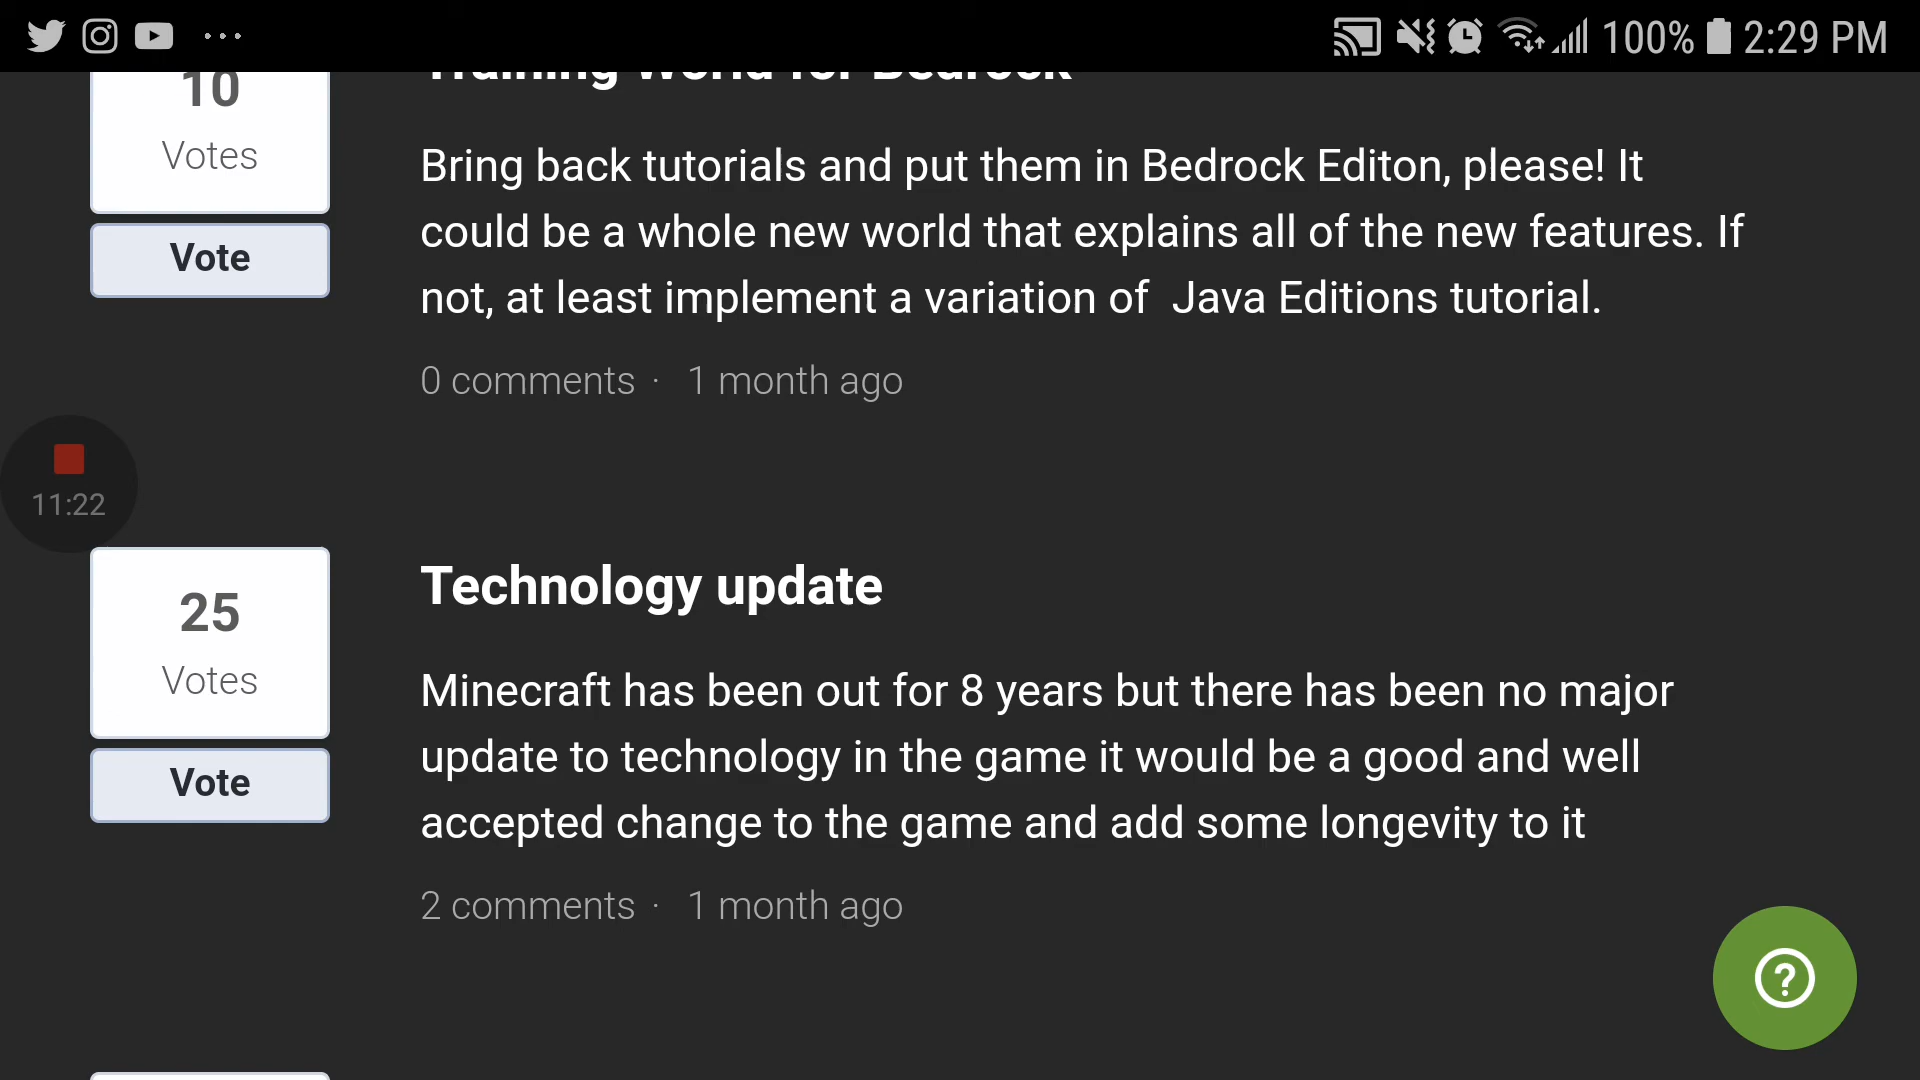 100% 2:29 PM
Training World for Bedrock
10
Votes
Vote
Bring back tutorials and put them in Bedrock Editon, please! It
could be a whole new world that explains all of the new features. If
not, at least implement a variation of  Java Editions tutorial.
0 comments · 1 month ago
11:22
25
Votes
Vote
Technology update
Minecraft has been out for 8 years but there has been no major
update to technology in the game it would be a good and well
accepted change to the game and add some longevity to it
2 comments · 1 month ago